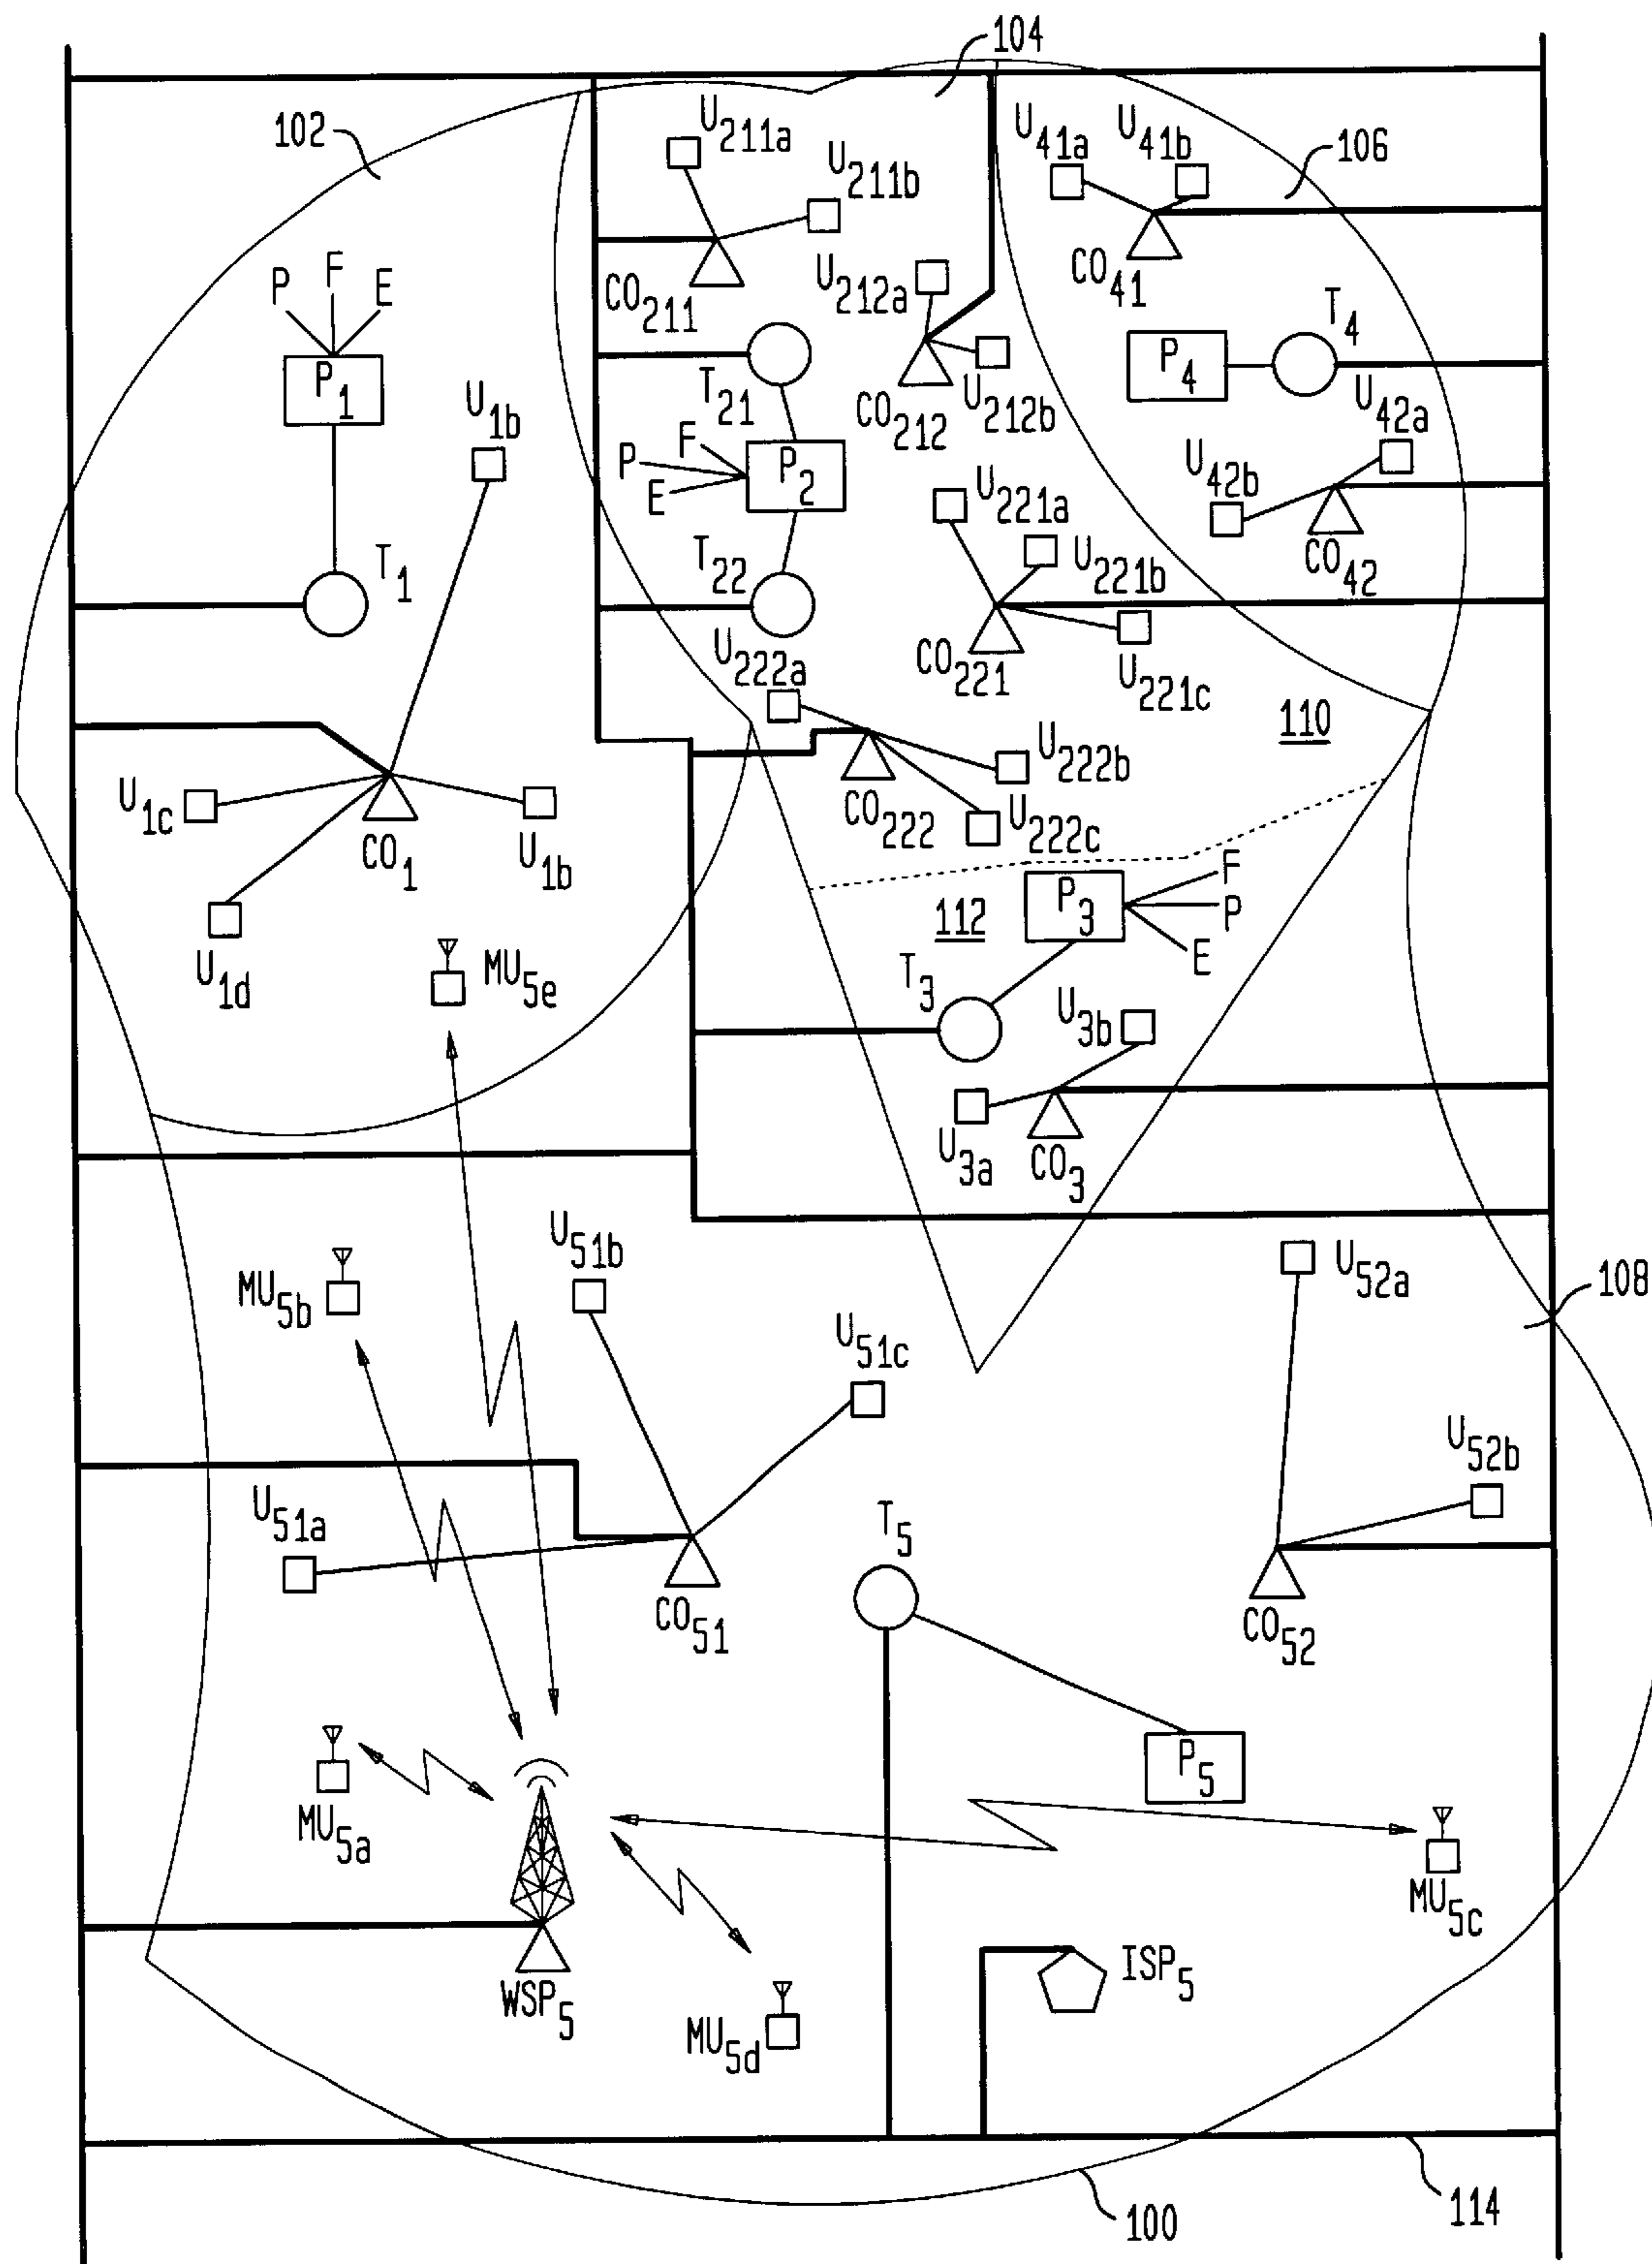 104
102
U211a
U211b
U41a
U41b
106
P
F
E
CO211
U212a
CO41
T4
P1
U1b
T21
CO212
U212b
P4
U42a
F
P
E
P2
U42b
U221a
T1
T22
U221b
CO42
U222a
CO221
U221c
110
U222b
U1c
CO1
U1b
CO222
U222c
F
P
E
P3
112
U1d
MU5e
T3
U3b
U3a
CO3
U51b
U52a
MU5b
108
U51c
U52b
U51a
T5
CO51
CO52
P5
MU5a
MU5c
ISP5
WSP5
MU5d
114
100